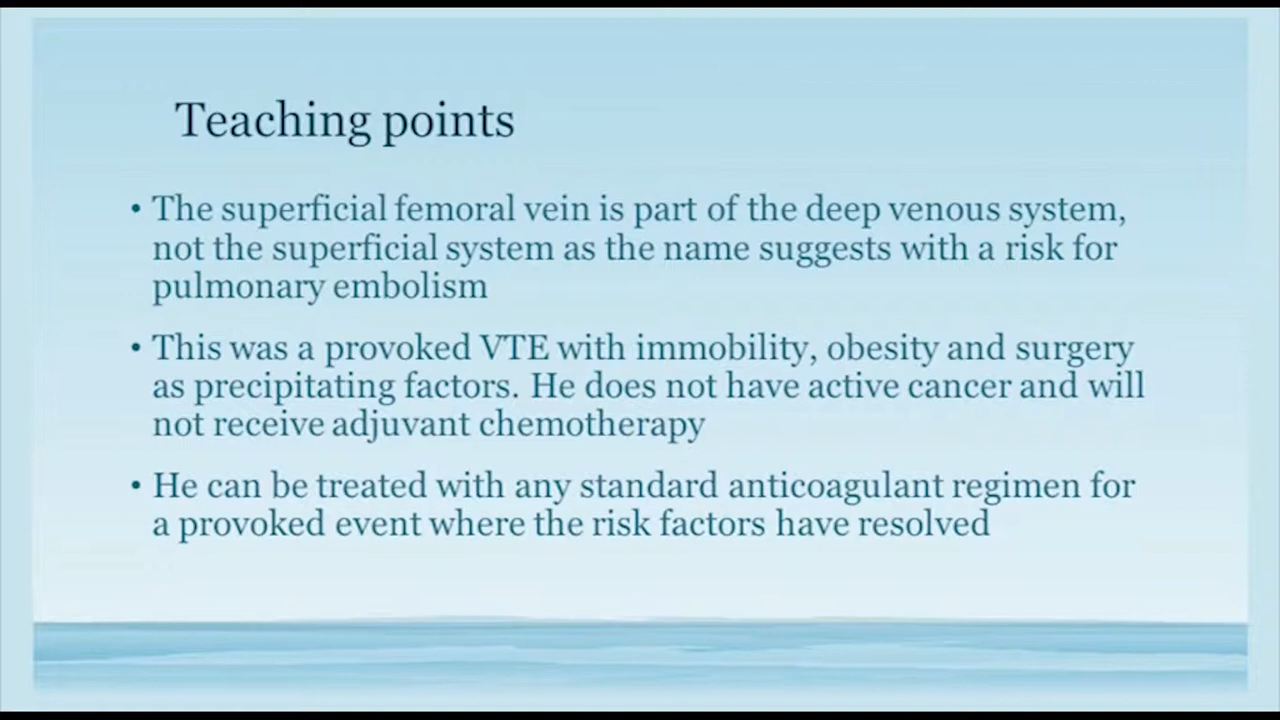 Teaching points
• The superficial femoral vein is part of the deep venous system,
not the superficial system as the name suggests with a risk for
pulmonary embolism
• This was a provoked VTE with immobility, obesity and surgery
as precipitating factors. He does not have active cancer and will
not receive adjuvant chemotherapy
• He can be treated with any standard anticoagulant regimen for
a provoked event where the risk factors have resolved